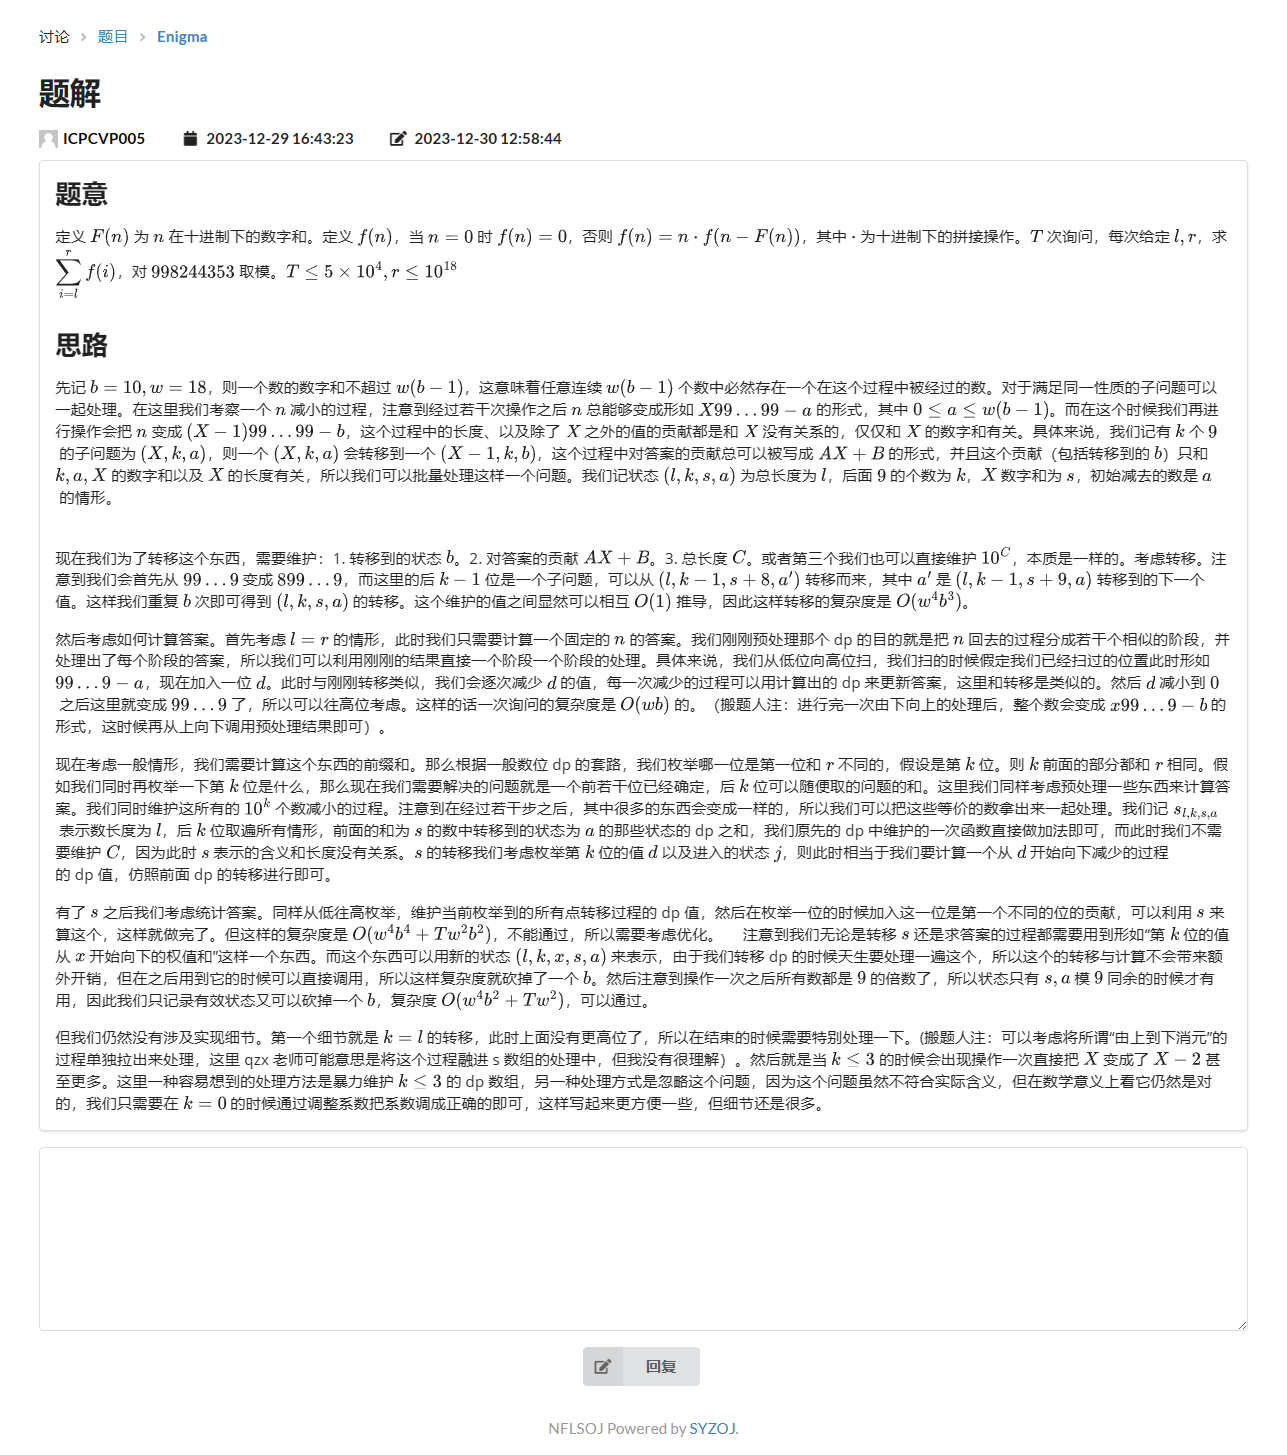 讨论 > 题目 > Enigma
题解
ICPCVP005 2023-12-29 16:43:23 2023-12-30 12:58:44
题意
定义 F(n) 为 n 在十进制下的数字和。定义 f(n)，当 n = 0 时 f(n) = 0，否则 f(n) = n · f(n − F(n))，其中 · 为十进制下的拼接操作。T 次询问，每次给定 l, r，求
∑_{i=l}^{r} f(i)，对 998244353 取模。T ≤ 5 × 10^4, r ≤ 10^18
思路
先记 b = 10, w = 18，则一个数的数字和不超过 w(b − 1)，这意味着任意连续 w(b − 1) 个数中必然存在一个在这个过程中被经过的数。对于满足同一性质的子问题可以
一起处理。在这里我们考察一个 n 减小的过程，注意到经过若干次操作之后 n 总能够变成形如 X99…99 − a 的形式，其中 0 ≤ a ≤ w(b − 1)。而在这个时候我们再进
行操作会把 n 变成 (X − 1)99…99 − b，这个过程中的长度、以及除了 X 之外的值的贡献都是和 X 没有关系的，仅仅和 X 的数字和有关。具体来说，我们记有 k 个 9
的子问题为 (X, k, a)，则一个 (X, k, a) 会转移到一个 (X − 1, k, b)，这个过程中对答案的贡献总可以被写成 AX + B 的形式，并且这个贡献（包括转移到的 b）只和
k, a, X 的数字和以及 X 的长度有关，所以我们可以批量处理这样一个问题。我们记状态 (l, k, s, a) 为总长度为 l，后面 9 的个数为 k，X 数字和为 s，初始减去的数是 a
的情形。
现在我们为了转移这个东西，需要维护：1. 转移到的状态 b。2. 对答案的贡献 AX + B。3. 总长度 C。或者第三个我们也可以直接维护 10^C，本质是一样的。考虑转移。注
意到我们会首先从 99…9 变成 899…9，而这里的后 k − 1 位是一个子问题，可以从 (l, k − 1, s + 8, a′) 转移而来，其中 a′ 是 (l, k − 1, s + 9, a) 转移到的下一个
值。这样我们重复 b 次即可得到 (l, k, s, a) 的转移。这个维护的值之间显然可以相互 O(1) 推导，因此这样转移的复杂度是 O(w^4b^3)。
然后考虑如何计算答案。首先考虑 l = r 的情形，此时我们只需要计算一个固定的 n 的答案。我们刚刚预处理那个 dp 的目的就是把 n 回去的过程分成若干个相似的阶段，并
处理出了每个阶段的答案，所以我们可以利用刚刚的结果直接一个阶段一个阶段的处理。具体来说，我们从低位向高位扫，我们扫的时候假定我们已经扫过的位置此时形如
99…9 − a，现在加入一位 d。此时与刚刚转移类似，我们会逐次减少 d 的值，每一次减少的过程可以用计算出的 dp 来更新答案，这里和转移是类似的。然后 d 减小到 0
之后这里就变成 99…9 了，所以可以往高位考虑。这样的话一次询问的复杂度是 O(wb) 的。（搬题人注：进行完一次由下向上的处理后，整个数会变成 x99…9 − b 的
形式，这时候再从上向下调用预处理结果即可）。
现在考虑一般情形，我们需要计算这个东西的前缀和。那么根据一般数位 dp 的套路，我们枚举哪一位是第一位和 r 不同的，假设是第 k 位。则 k 前面的部分都和 r 相同。假
如我们同时再枚举一下第 k 位是什么，那么现在我们需要解决的问题就是一个前若干位已经确定，后 k 位可以随便取的问题的和。这里我们同样考虑预处理一些东西来计算答
案。我们同时维护这所有的 10^k 个数减小的过程。注意到在经过若干步之后，其中很多的东西会变成一样的，所以我们可以把这些等价的数拿出来一起处理。我们记 s_{l,k,s,a}
表示数长度为 l，后 k 位取遍所有情形，前面的和为 s 的数中转移到的状态为 a 的那些状态的 dp 之和，我们原先的 dp 中维护的一次函数直接做加法即可，而此时我们不需
要维护 C，因为此时 s 表示的含义和长度没有关系。s 的转移我们考虑枚举第 k 位的值 d 以及进入的状态 j，则此时相当于我们要计算一个从 d 开始向下减少的过程
的 dp 值，仿照前面 dp 的转移进行即可。
有了 s 之后我们考虑统计答案。同样从低往高枚举，维护当前枚举到的所有点转移过程的 dp 值，然后在枚举一位的时候加入这一位是第一个不同的位的贡献，可以利用 s 来
算这个，这样就做完了。但这样的复杂度是 O(w^4b^4 + Tw^2b^2)，不能通过，所以需要考虑优化。 注意到我们无论是转移 s 还是求答案的过程都需要用到形如“第 k 位的值
从 x 开始向下的权值和”这样一个东西。而这个东西可以用新的状态 (l, k, x, s, a) 来表示，由于我们转移 dp 的时候天生要处理一遍这个，所以这个的转移与计算不会带来额
外开销，但在之后用到它的时候可以直接调用，所以这样复杂度就砍掉了一个 b。然后注意到操作一次之后所有数都是 9 的倍数了，所以状态只有 s, a 模 9 同余的时候才有
用，因此我们只记录有效状态又可以砍掉一个 b，复杂度 O(w^4b^2 + Tw^2)，可以通过。
但我们仍然没有涉及实现细节。第一个细节就是 k = l 的转移，此时上面没有更高位了，所以在结束的时候需要特别处理一下。(搬题人注：可以考虑将所谓“由上到下消元”的
过程单独拉出来处理，这里 qzx 老师可能意思是将这个过程融进 s 数组的处理中，但我没有很理解）。然后就是当 k ≤ 3 的时候会出现操作一次直接把 X 变成了 X − 2 甚
至更多。这里一种容易想到的处理方法是暴力维护 k ≤ 3 的 dp 数组，另一种处理方式是忽略这个问题，因为这个问题虽然不符合实际含义，但在数学意义上看它仍然是对
的，我们只需要在 k = 0 的时候通过调整系数把系数调成正确的即可，这样写起来更方便一些，但细节还是很多。
回复
NFLSOJ Powered by SYZOJ.